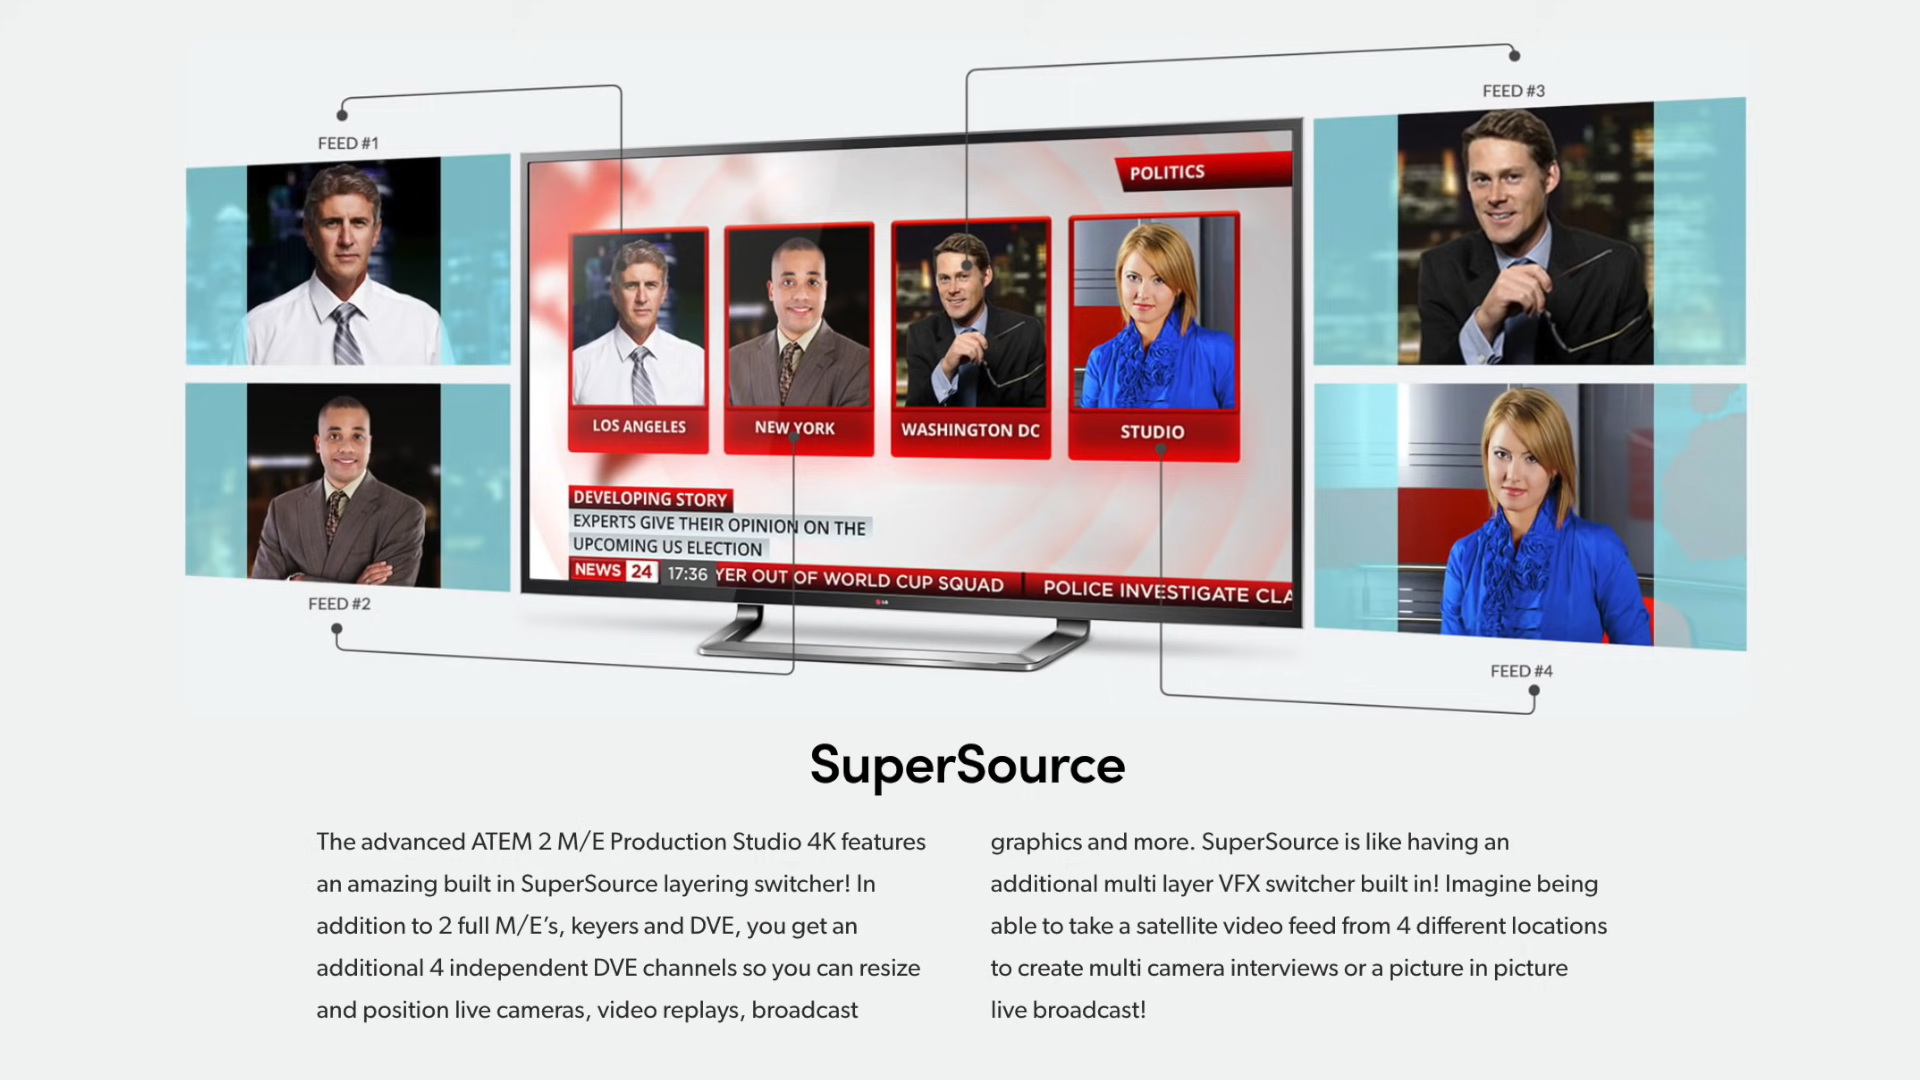 FEED #3
FEED #1
POLITICS
LOS ANGELES
NEW YORK
WASHINGTON DC
STUDIO
DEVELOPING STORY
EXPERTS GIVE THEIR OPINION ON THE
UPCOMING US ELECTION
NEWS 24 17:36 YER OUT OF WORLD CUP SQUAD POLICE INVESTIGATE CLA
LG
FEED #2
FEED #4
SuperSource
The advanced ATEM 2 M/E Production Studio 4K features
an amazing built in SuperSource layering switcher! In
addition to 2 full M/E’s, keyers and DVE, you get an
additional 4 independent DVE channels so you can resize
and position live cameras, video replays, broadcast
graphics and more. SuperSource is like having an
additional multi layer VFX switcher built in! Imagine being
able to take a satellite video feed from 4 different locations
to create multi camera interviews or a picture in picture
live broadcast!